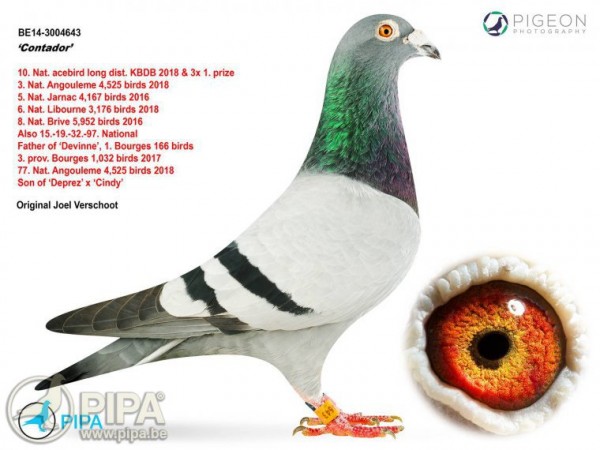 BE14-3004643
'Contador'
PIGEON
PHOTOGRAPHY
10. Nat. acebird long dist. KBDB 2018 & 3x 1. prize
3. Nat. Angouleme 4,525 birds 2018
5. Nat. Jarnac 4,167 birds 2016
6. Nat. Libourne 3,176 birds 2018
8. Nat. Brive 5,952 birds 2016
Also 15.-19.-32.-97. National
Father of 'Devinne', 1. Bourges 166 birds
3. prov. Bourges 1,032 birds 2017
77. Nat. Angouleme 4,525 birds 2018
Son of 'Deprez' x 'Cindy'
Original Joel Verschoot
PIPA®
www.pipa.be
PIPA